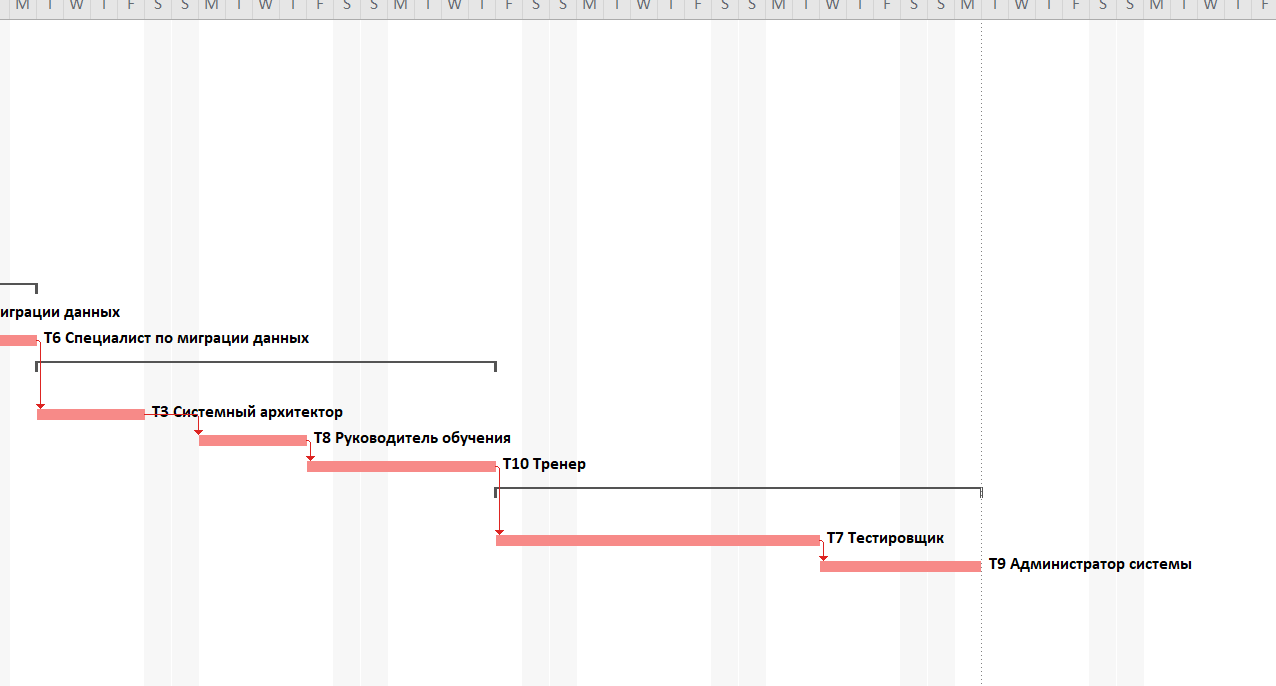 M T W T F S S M T W T F S S M T W T F S S M T W T F S S M T W T F S S M T W T F S S M T W T F
играции данных
T6 Специалист по миграции данных
T3 Системный архитектор
T8 Руководитель обучения
T10 Тренер
T7 Тестировщик
T9 Администратор системы